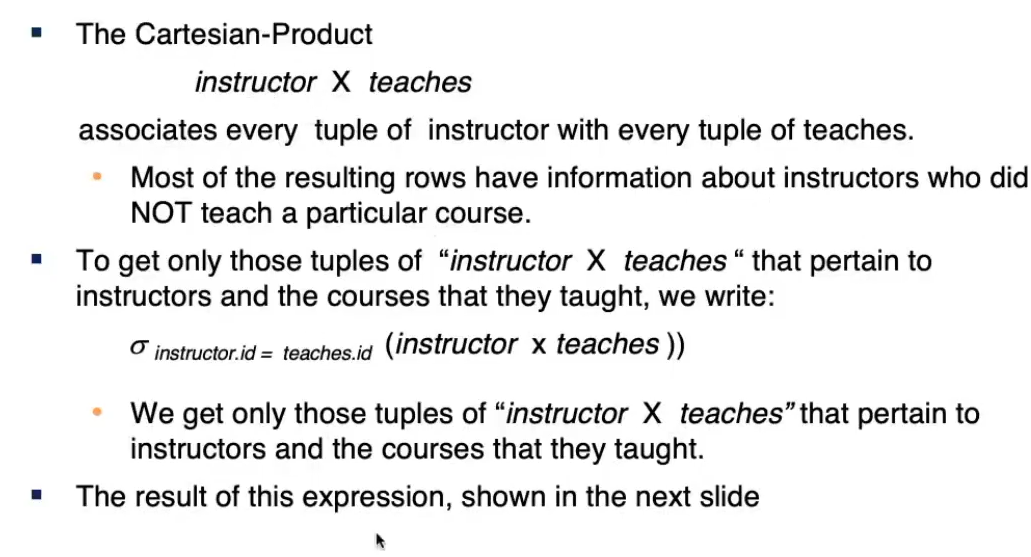 ▪ The Cartesian-Product
instructor X teaches
associates every tuple of instructor with every tuple of teaches.
• Most of the resulting rows have information about instructors who did
NOT teach a particular course.
▪ To get only those tuples of “instructor X teaches “ that pertain to
instructors and the courses that they taught, we write:
σ instructor.id = teaches.id (instructor x teaches ))
• We get only those tuples of “instructor X teaches” that pertain to
instructors and the courses that they taught.
▪ The result of this expression, shown in the next slide